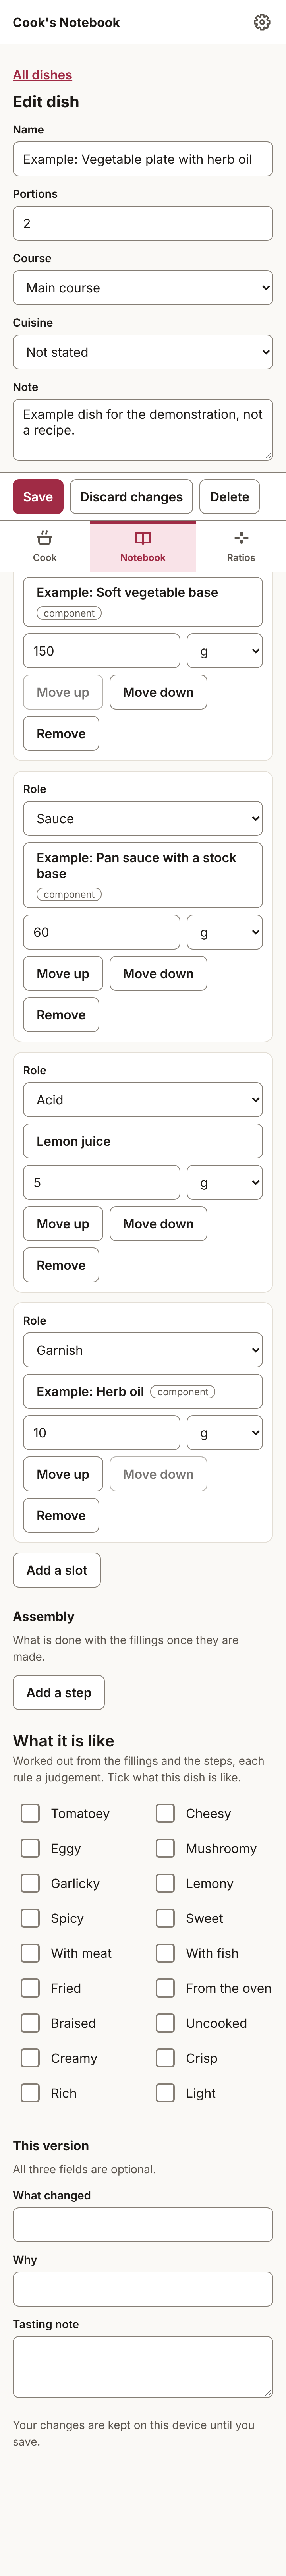 Cook's Notebook
All dishes
Edit dish
Name
Example: Vegetable plate with herb oil
Portions
2
Course
Main course
Cuisine
Not stated
Note
Example dish for the demonstration, not
a recipe.
Save
Discard changes
Delete
Cook
Notebook
Ratios
Example: Soft vegetable base
component
150
g
Move up
Move down
Remove
Role
Sauce
Example: Pan sauce with a stock
base
component
60
g
Move up
Move down
Remove
Role
Acid
Lemon juice
5
g
Move up
Move down
Remove
Role
Garnish
Example: Herb oil component
10
g
Move up
Move down
Remove
Add a slot
Assembly
What is done with the fillings once they are
made.
Add a step
What it is like
Worked out from the fillings and the steps, each
rule a judgement. Tick what this dish is like.
Tomatoey
Cheesy
Eggy
Mushroomy
Garlicky
Lemony
Spicy
Sweet
With meat
With fish
Fried
From the oven
Braised
Uncooked
Creamy
Crisp
Rich
Light
This version
All three fields are optional.
What changed
Why
Tasting note
Your changes are kept on this device until you
save.